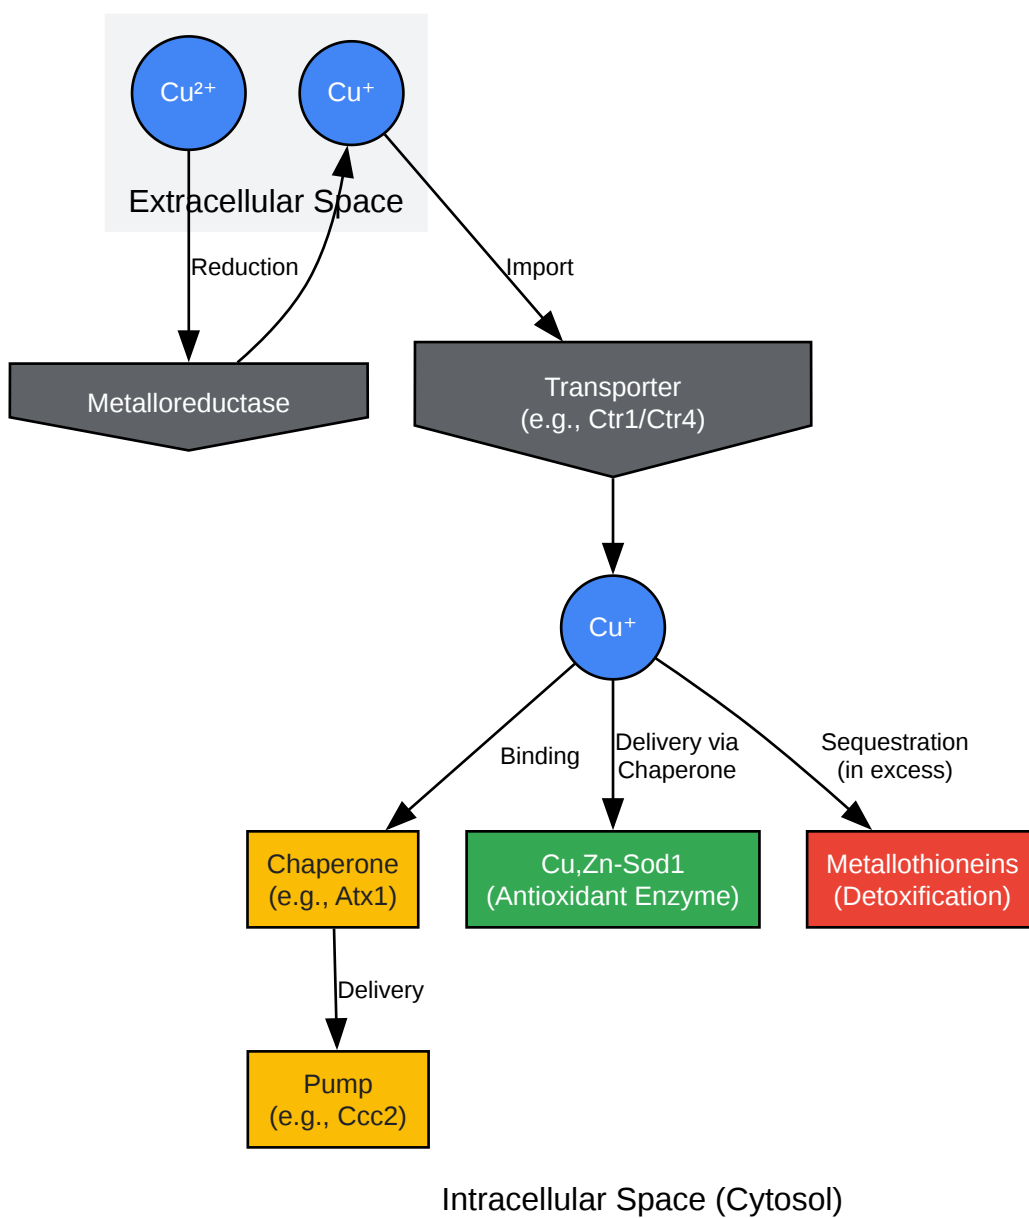 Cu²⁺
Cu⁺
Extracellular Space
Reduction
Import
Metalloreductase
Transporter
(e.g., Ctr1/Ctr4)
Cu⁺
Binding
Delivery via
Chaperone
Sequestration
(in excess)
Chaperone
(e.g., Atx1)
Cu,Zn-Sod1
(Antioxidant Enzyme)
Metallothioneins
(Detoxification)
Delivery
Pump
(e.g., Ccc2)
Intracellular Space (Cytosol)